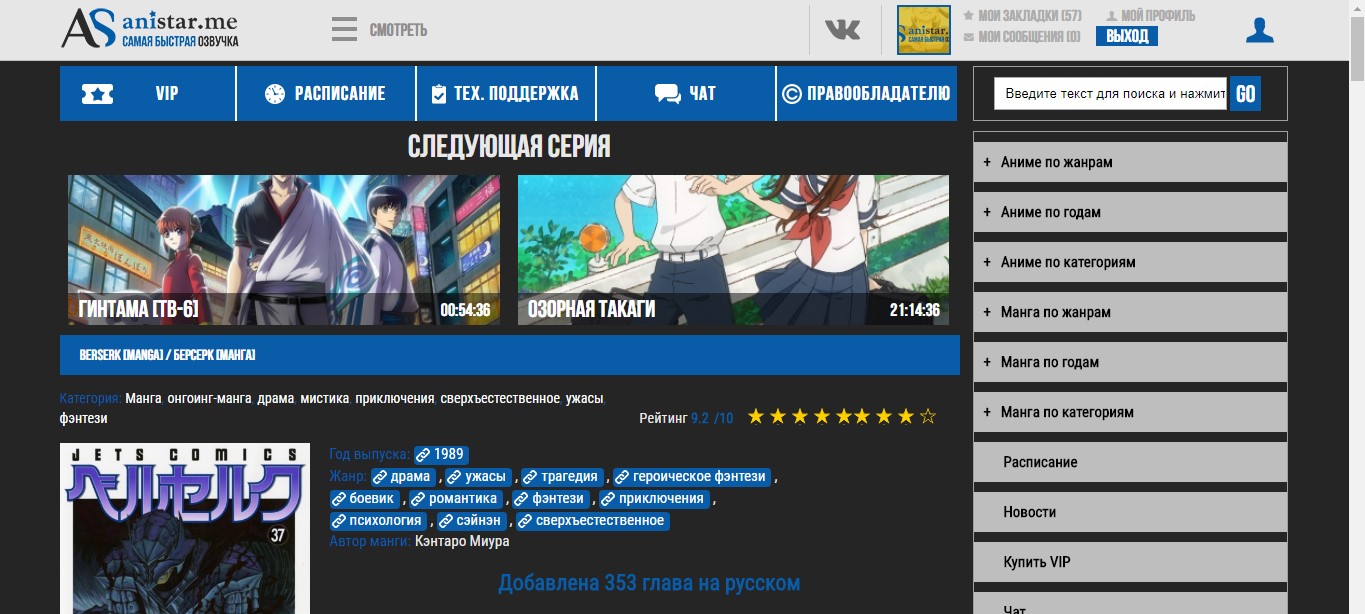 AS anistar.me
САМАЯ БЫСТРАЯ ОЗВУЧКА
СМОТРЕТЬ
МОИ ЗАКЛАДКИ (57) МОЙ ПРОФИЛЬ
МОИ СООБЩЕНИЯ (0) ВЫХОД
VIP РАСПИСАНИЕ ТЕХ. ПОДДЕРЖКА ЧАТ © ПРАВООБЛАДАТЕЛЮ
Введите текст для поиска и нажмит GO
СЛЕДУЮЩАЯ СЕРИЯ
ГИНТАМА [ТВ-6] 00:54:36
ОЗОРНАЯ ТАКАГИ 21:14:36
BERSERK [MANGA] / БЕРСЕРК [МАНГА]
Категория: Манга, онгоинг-манга, драма, мистика, приключения, сверхъестественное, ужасы,
фэнтези
Рейтинг 9.2 /10
JETS COMICS
ベルセルク
37
Год выпуска: 1989
Жанр: драма , ужасы , трагедия , героическое фэнтези ,
боевик , романтика , фэнтези , приключения ,
психология , сэйнэн , сверхъестественное
Автор манги: Кэнтаро Миура
Добавлена 353 глава на русском
+ Аниме по жанрам
+ Аниме по годам
+ Аниме по категориям
+ Манга по жанрам
+ Манга по годам
+ Манга по категориям
Расписание
Новости
Купить VIP
Чат